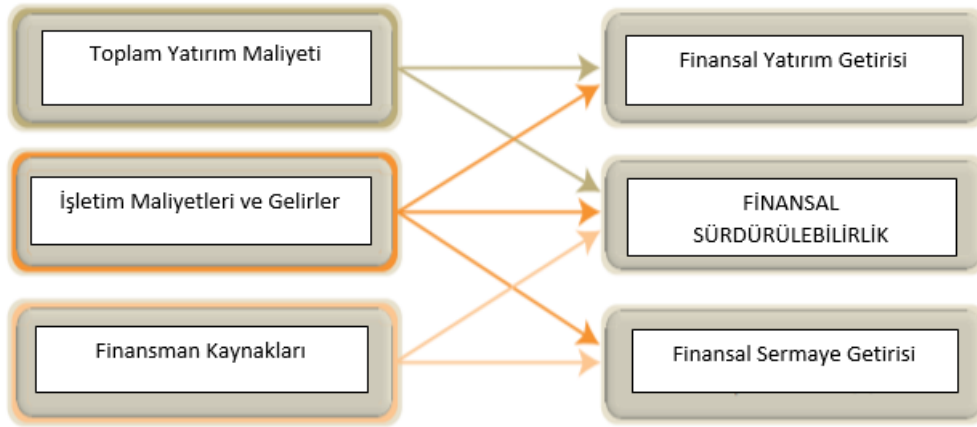 Toplam Yatırım Maliyeti
Finansal Yatırım Getirisi
İşletim Maliyetleri ve Gelirler
FİNANSAL
SÜRDÜRÜLEBİLİRLİK
Finansman Kaynakları
Finansal Sermaye Getirisi